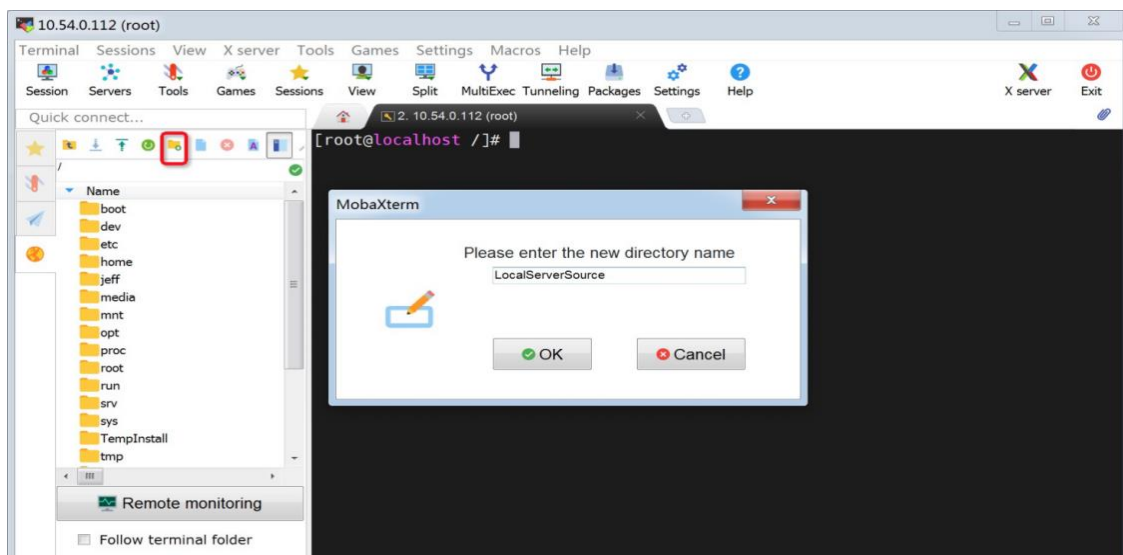 10.54.0.112 (root)
Terminal Sessions View X server Tools Games Settings Macros Help
Session Servers Tools Games Sessions View Split MultiExec Tunneling Packages Settings Help X server Exit
Quick connect...
2. 10.54.0.112 (root)
[root@localhost /]#
/
Name
boot
dev
etc
home
jeff
media
mnt
opt
proc
root
run
srv
sys
TempInstall
tmp
MobaXterm
Please enter the new directory name
LocalServerSource
OK Cancel
Remote monitoring
Follow terminal folder